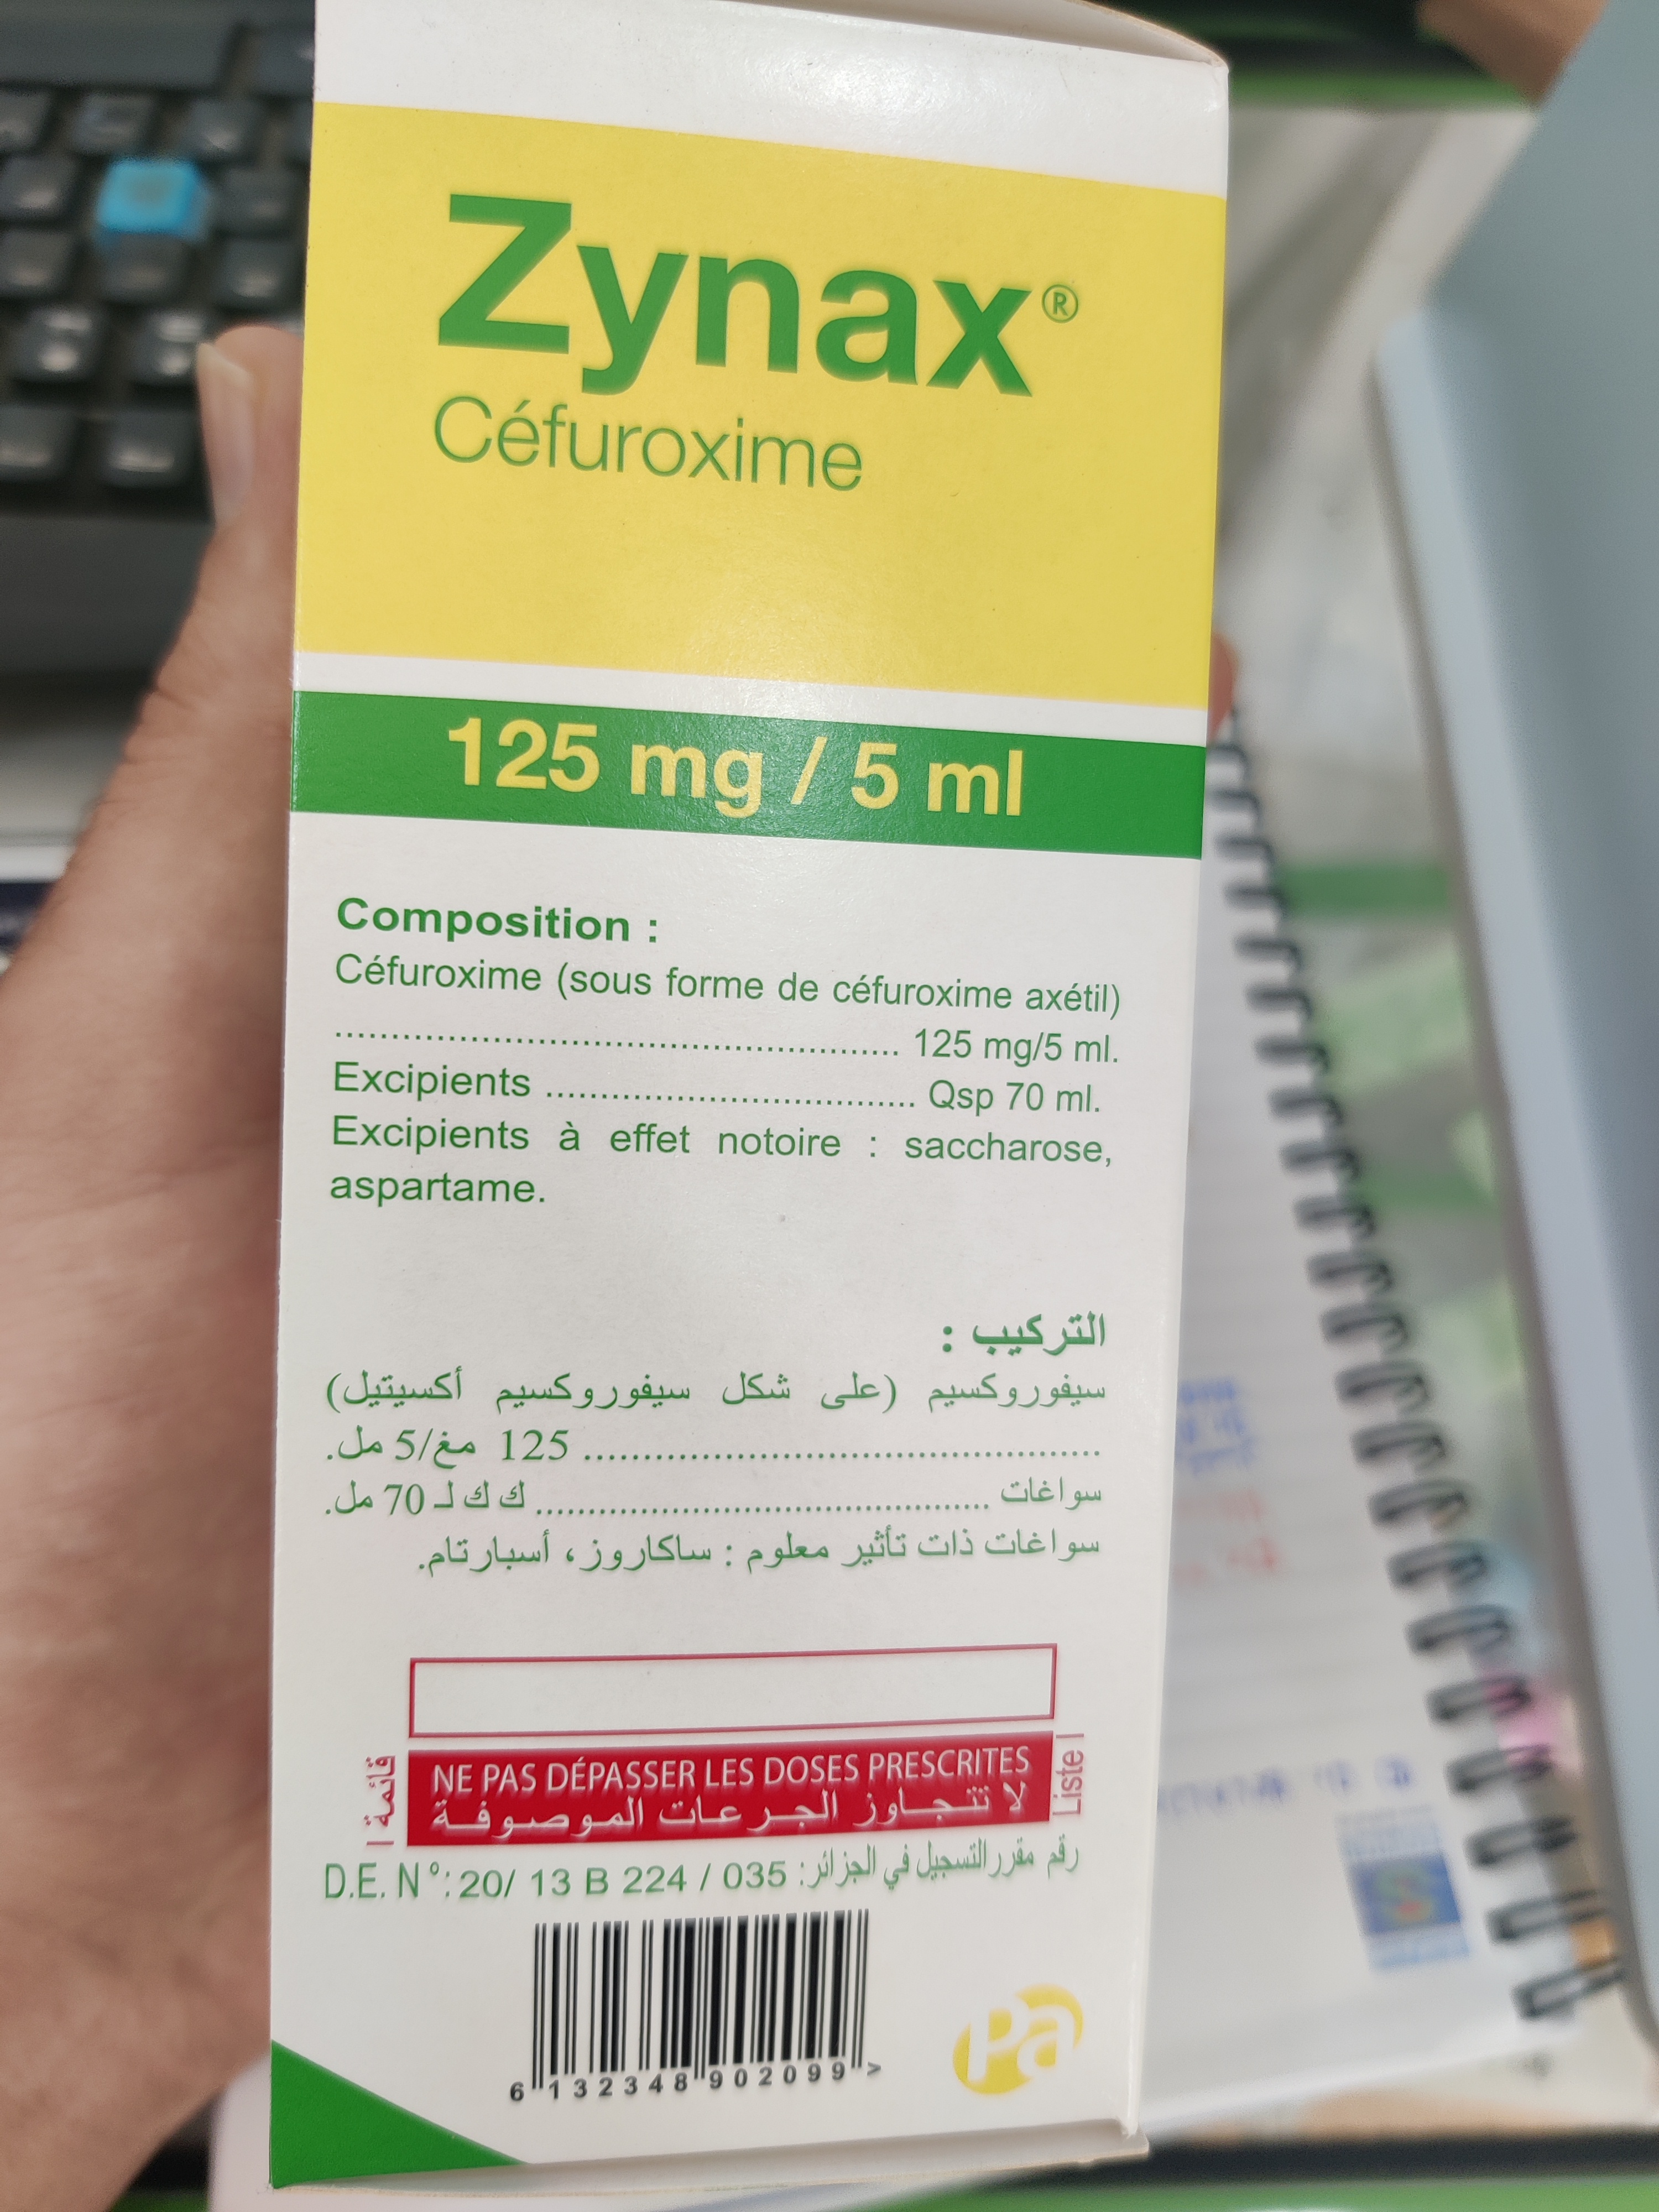 Zynax®
Céfuroxime
125 mg / 5 ml
Composition :
Céfuroxime (sous forme de céfuroxime axétil)
.................................................. 125 mg/5 ml.
Excipients .................................. Qsp 70 ml.
Excipients à effet notoire : saccharose,
aspartame.
التركيب :
سيفوروكسيم (على شكل سيفوروكسيم أكسيتيل)
.............................................. 125 مغ/5 مل.
سواغات ........................................ ك ك لـ 70 مل.
سواغات ذات تأثير معلوم : ساكاروز، أسبارتام.
قائمة I
NE PAS DÉPASSER LES DOSES PRESCRITES
لا تتجاوز الجرعات الموصوفة
Liste I
D.E. N°: 20/ 13 B 224 / 035 :رقم مقرر التسجيل في الجزائر
6 132348 902099 >
Pa